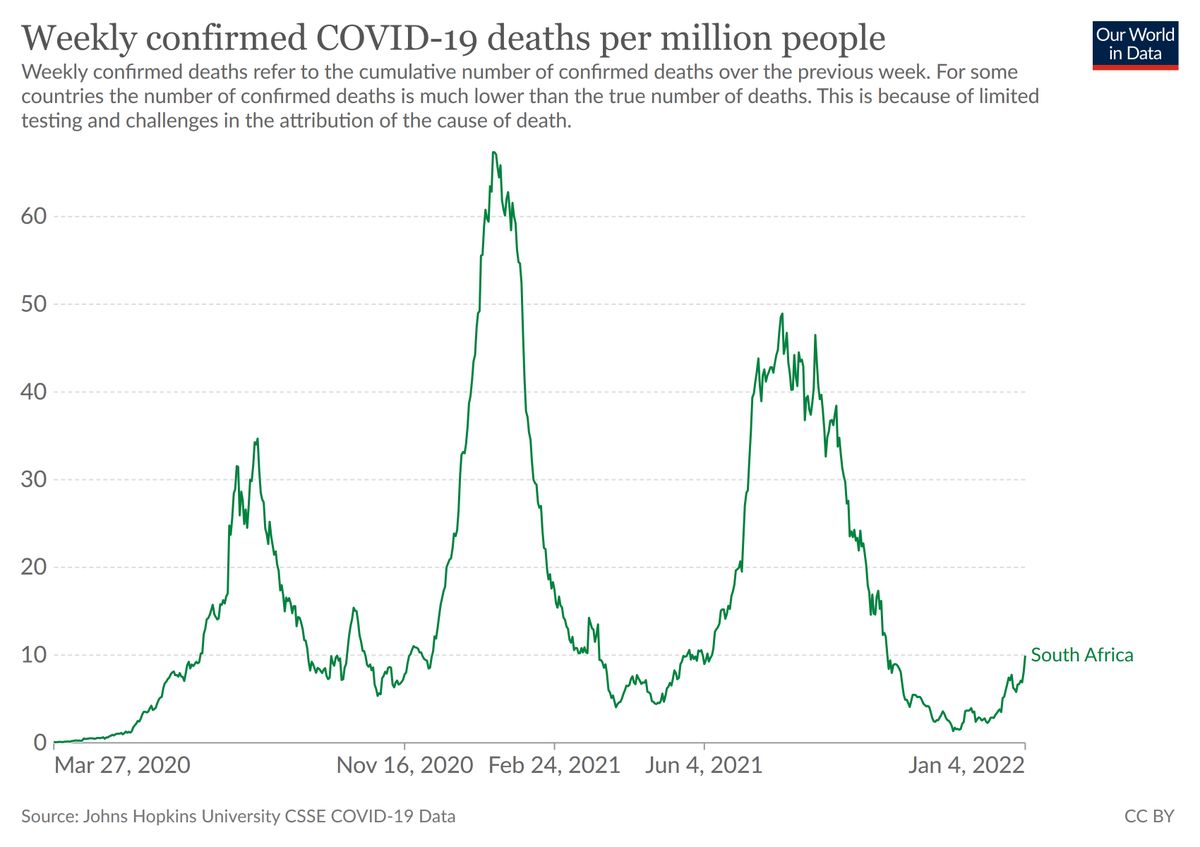 Weekly confirmed COVID-19 deaths per million people
Our World
in Data
Weekly confirmed deaths refer to the cumulative number of confirmed deaths over the previous week. For some
countries the number of confirmed deaths is much lower than the true number of deaths. This is because of limited
testing and challenges in the attribution of the cause of death.
60
50
40
30
20
10
South Africa
0
Mar 27, 2020
Nov 16, 2020
Feb 24, 2021
Jun 4, 2021
Jan 4, 2022
Source: Johns Hopkins University CSSE COVID-19 Data
CC BY